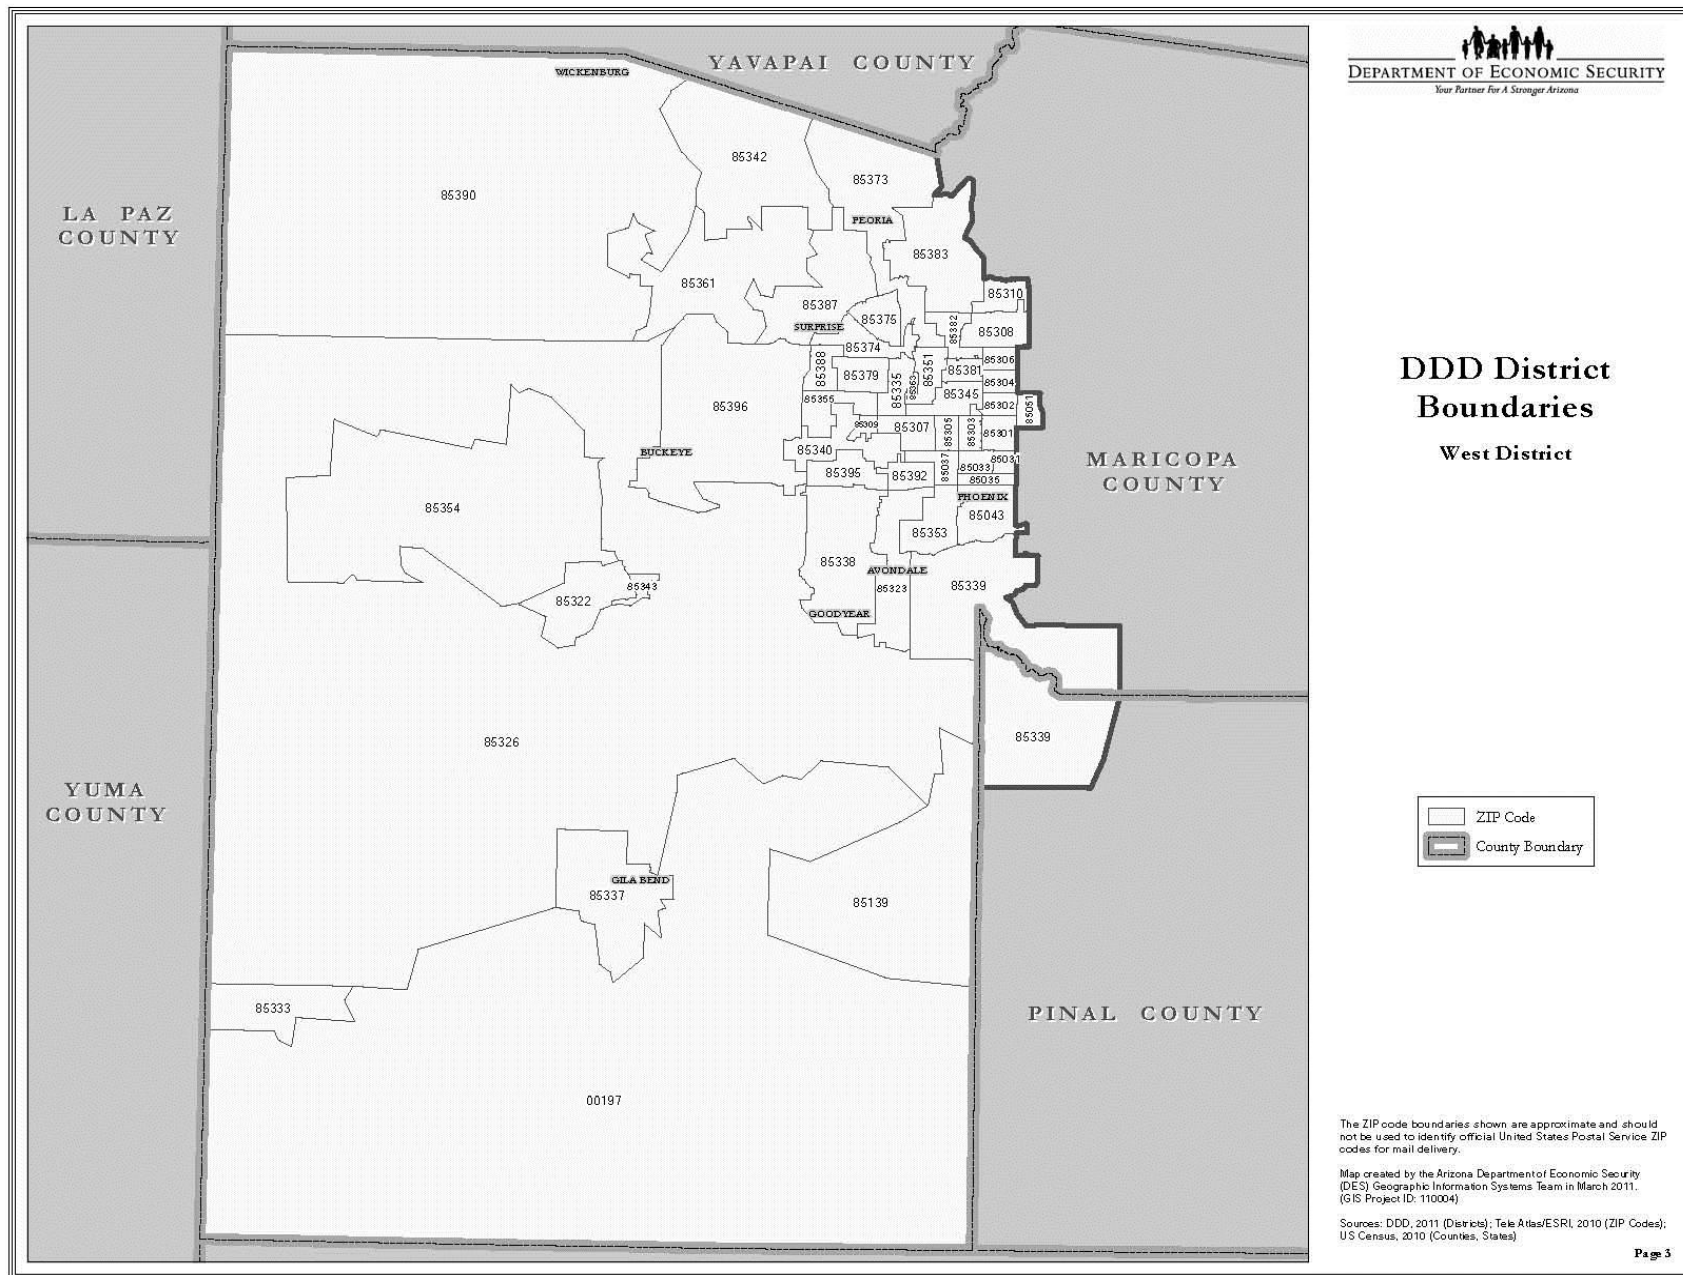 DEPARTMENT OF ECONOMIC SECURITY
Your Partner For A Stronger Arizona
YAVAPAI COUNTY
WICKENBURG
85342
85373
85390
LA PAZ
COUNTY
PEORIA
85383
85361
85310
85387
85375
SURPRISE
85382
85308
85374
85306
85388
85379
85335
85363
85351
85381
85304
85396
85355
85345
85302
85051
85309
85307
85305
85303
85301
BUCKEYE
85340
85031
85037
85033
85395
85392
85035
PHOENIX
85354
85043
85353
85338
AVONDALE
85343
85323
85339
85322
GOODYEAR
MARICOPA
COUNTY
85326
85339
YUMA
COUNTY
GILA BEND
85337
85139
85333
PINAL COUNTY
00197
DDD District
Boundaries
West District
ZIP Code
County Boundary
The ZIP code boundaries shown are approximate and should
not be used to identify official United States Postal Service ZIP
codes for mail delivery.
Map created by the Arizona Department of Economic Security
(DES) Geographic Information Systems Team in March 2011.
(GIS Project ID: 110004)
Sources: DDD, 2011 (Districts); Tele Atlas/ESRI, 2010 (ZIP Codes);
US Census, 2010 (Counties, States)
Page 3